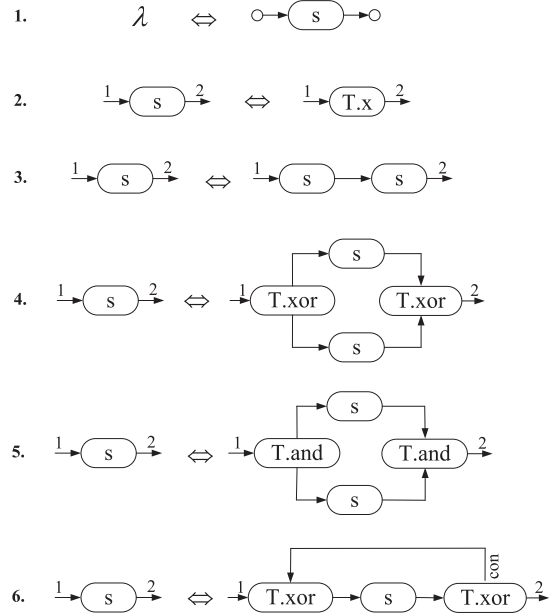 1. λ ⇔ s
2. 1 s 2 ⇔ 1 T.x 2
3. 1 s 2 ⇔ 1 s s 2
s
4. 1 s 2 ⇔ 1 T.xor T.xor 2
s
s
5. 1 s 2 ⇔ 1 T.and T.and 2
s
con
6. 1 s 2 ⇔ 1 T.xor s T.xor 2